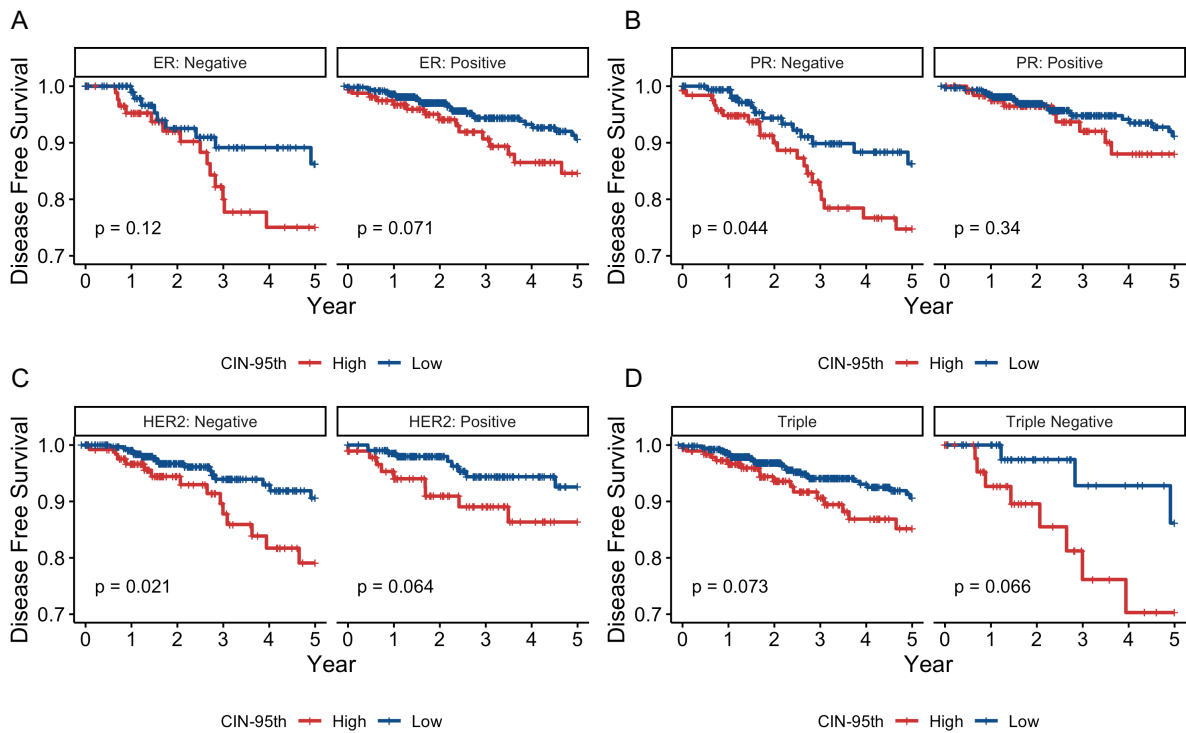 A
ER: Negative
ER: Positive
Disease Free Survival
1.0
0.9
0.8
0.7
p = 0.12
p = 0.071
0 1 2 3 4 5
0 1 2 3 4 5
Year
CIN-95th High Low
B
PR: Negative
PR: Positive
Disease Free Survival
1.0
0.9
0.8
0.7
p = 0.044
p = 0.34
0 1 2 3 4 5
0 1 2 3 4 5
Year
CIN-95th High Low
C
HER2: Negative
HER2: Positive
Disease Free Survival
1.0
0.9
0.8
0.7
p = 0.021
p = 0.064
0 1 2 3 4 5
0 1 2 3 4 5
Year
CIN-95th High Low
D
Triple
Triple Negative
Disease Free Survival
1.0
0.9
0.8
0.7
p = 0.073
p = 0.066
0 1 2 3 4 5
0 1 2 3 4 5
Year
CIN-95th High Low